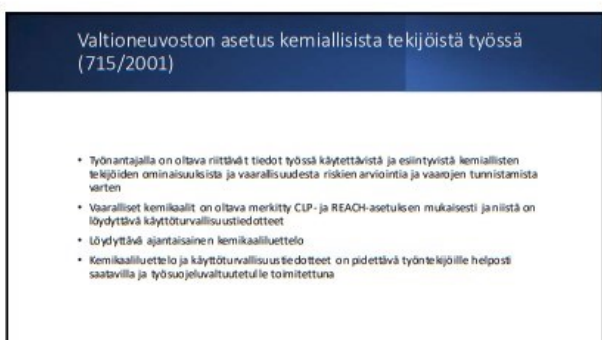 Valtioneuvoston asetus kemiallisista tekijöistä työssä
(715/2001)
• Työnantajalla on oltava riittävät tiedot työssä käytettävistä ja esiintyvistä kemiallisten
tekijöiden ominaisuuksista ja vaarallisuudesta riskien arviointia ja vaarojen tunnistamista
varten
• Vaaralliset kemikaalit on oltava merkitty CLP- ja REACH-asetuksen mukaisesti ja niistä on
löydyttävä käyttöturvallisuustiedotteet
• Löydyttävä ajantasainen kemikaaliluettelo
• Kemikaaliluettelo ja käyttöturvallisuustiedotteet on pidettävä työntekijöille helposti
saatavilla ja työsuojeluvaltuutetulle toimitettuna